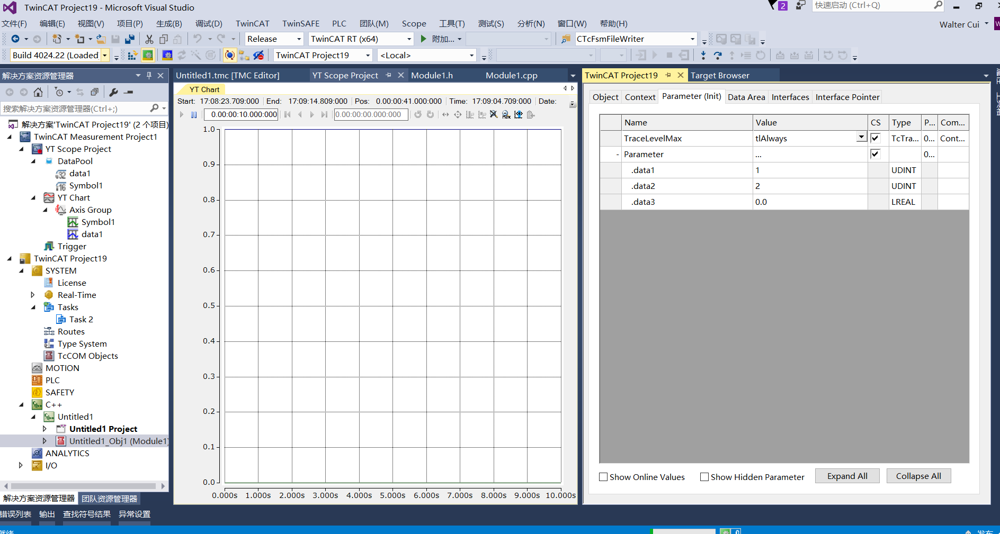 TwinCAT Project19 - Microsoft Visual Studio
2
快速启动 (Ctrl+Q)
文件(F) 编辑(E) 视图(V) 项目(P) 生成(B) 调试(D) TwinCAT TwinSAFE PLC 团队(M) Scope 工具(T) 测试(S) 分析(N) 窗口(W) 帮助(H)
Walter Cui
Release TwinCAT RT (x64) 附加... CTcFsmFileWriter
Build 4024.22 (Loaded) TwinCAT Project19 <Local>
解决方案资源管理器
搜索解决方案资源管理器(Ctrl+;)
解决方案'TwinCAT Project19' (2 个项目)
TwinCAT Measurement Project1
YT Scope Project
DataPool
data1
Symbol1
YT Chart
Axis Group
Symbol1
data1
Trigger
TwinCAT Project19
SYSTEM
License
Real-Time
Tasks
Task 2
Routes
Type System
TcCOM Objects
MOTION
PLC
SAFETY
C++
Untitled1
Untitled1 Project
Untitled1_Obj1 (Module1)
ANALYTICS
I/O
解决方案资源管理器 团队资源管理器
Untitled1.tmc [TMC Editor] YT Scope Project Module1.h Module1.cpp
YT Chart
Start: 17:08:23.709:000 End: 17:09:14.809:000 Pos: 0.00:00:41.000:000 Time: 17:09:04.709:000 Date:
0.00:00:10.000:000 0.00:00:00.000:000
1.0
0.9
0.8
0.7
0.6
0.5
0.4
0.3
0.2
0.1
0.0
0.000s 1.000s 2.000s 3.000s 4.000s 5.000s 6.000s 7.000s 8.000s 9.000s 10.000s
TwinCAT Project19 Target Browser
Object Context Parameter (Init) Data Area Interfaces Interface Pointer
Name Value CS Type P... Com...
TraceLevelMax tlAlways TcTra... 0... Cont...
- Parameter ... 0...
.data1 1 UDINT
.data2 2 UDINT
.data3 0.0 LREAL
Show Online Values Show Hidden Parameter Expand All Collapse All
错误列表 输出 查找符号结果 异常设置